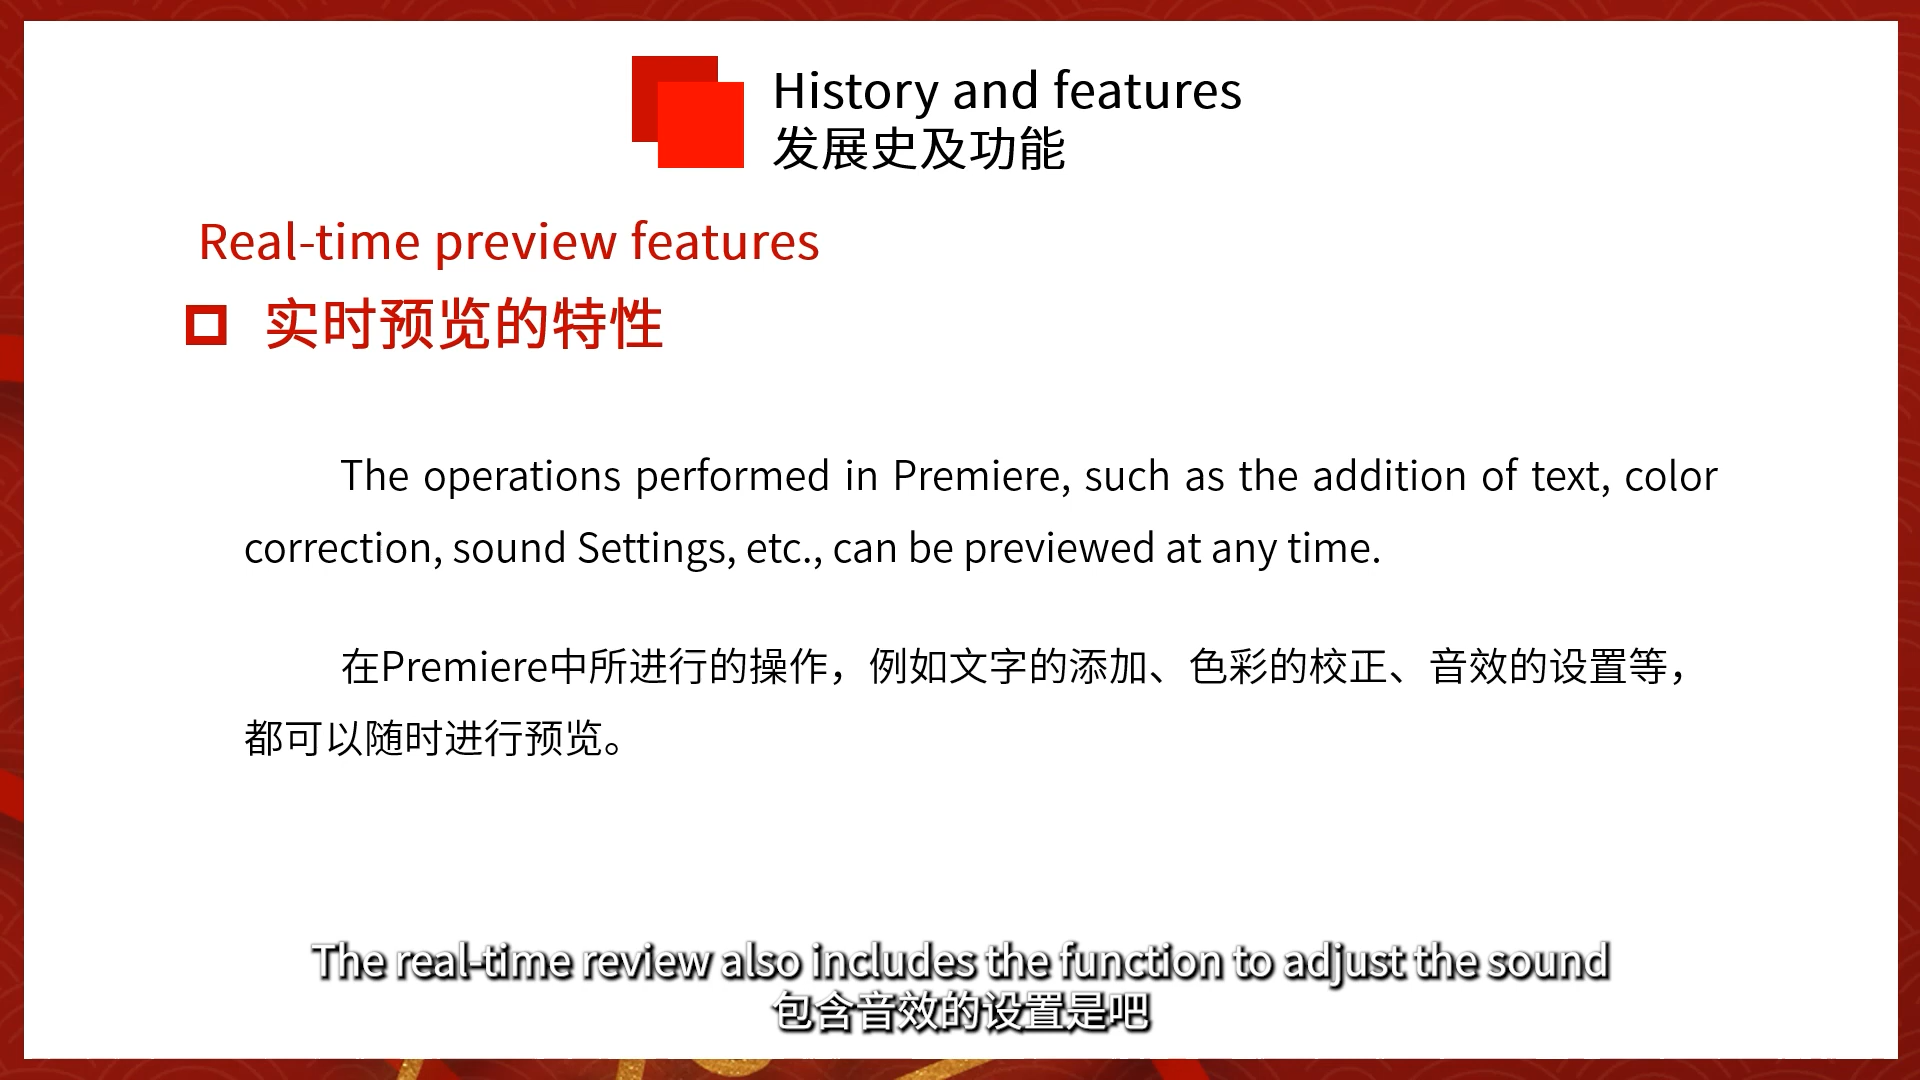 History and features
发展史及功能
Real-time preview features
实时预览的特性
The operations performed in Premiere, such as the addition of text, color
correction, sound Settings, etc., can be previewed at any time.
在Premiere中所进行的操作，例如文字的添加、色彩的校正、音效的设置等，
都可以随时进行预览。
The real-time review also includes the function to adjust the sound
包含音效的设置是吧